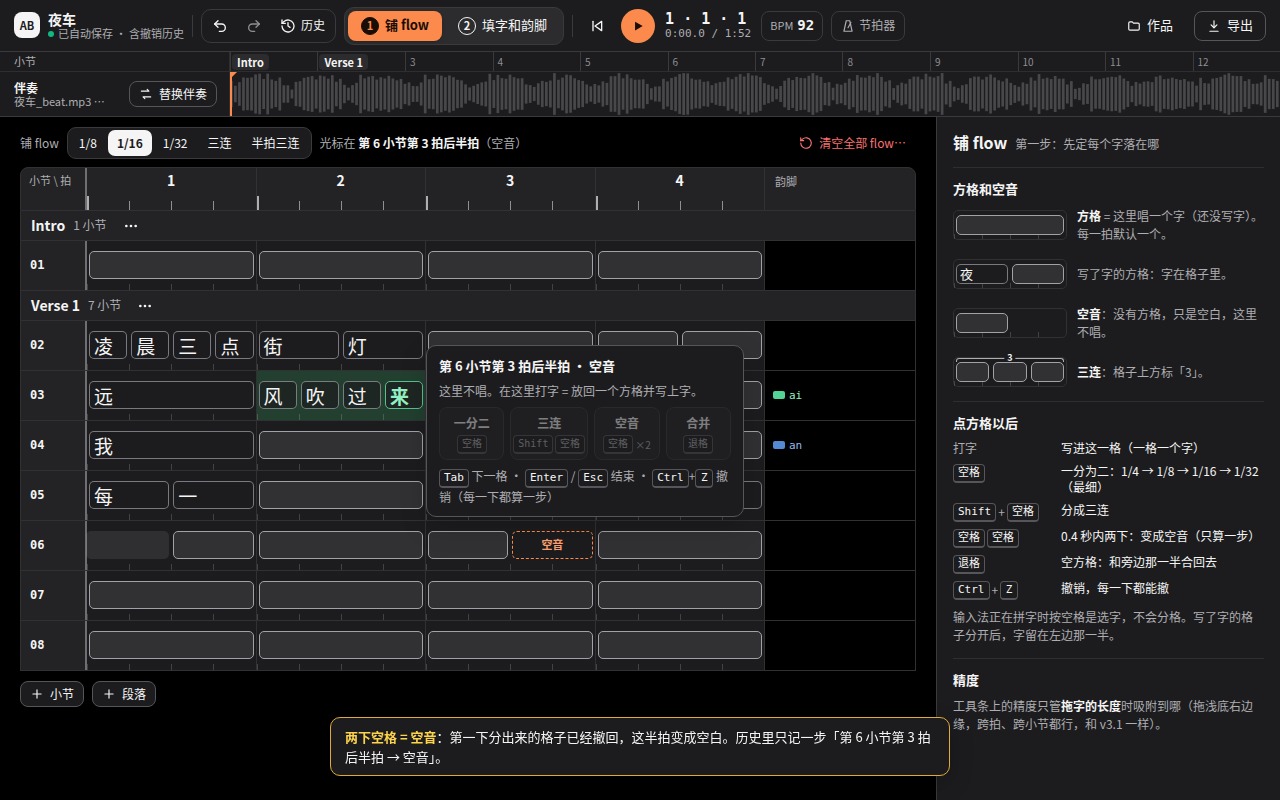 AB
夜车
已自动保存 · 含撤销历史
历史
1 铺 flow
2 填字和韵脚
1 · 1 · 1
0:00.0 / 1:52
BPM 92
节拍器
作品
导出
小节
Intro
Verse 1
3
4
5
6
7
8
9
10
11
12
伴奏
夜车_beat.mp3 ···
替换伴奏
铺 flow
1/8
1/16
1/32
三连
半拍三连
光标在 第 6 小节第 3 拍后半拍（空音）
清空全部 flow···
小节 \ 拍
1
2
3
4
韵脚
Intro 1 小节 ···
01
Verse 1 7 小节 ···
02
凌
晨
三
点
街
灯
03
远
风
吹
过
来
ai
04
我
an
05
每
一
06
空音
07
08
第 6 小节第 3 拍后半拍 · 空音
这里不唱。在这里打字 = 放回一个方格并写上字。
一分二
空格
三连
Shift 空格
空音
空格 ×2
合并
退格
Tab 下一格 · Enter / Esc 结束 · Ctrl+Z 撤
销（每一下都算一步）
小节
段落
铺 flow 第一步：先定每个字落在哪
方格和空音
方格 = 这里唱一个字（还没写字）。
每一拍默认一个。
夜
写了字的方格：字在格子里。
空音：没有方格，只是空白，这里
不唱。
3
三连：格子上方标「3」。
点方格以后
打字 写进这一格（一格一个字）
空格 一分为二：1/4 → 1/8 → 1/16 → 1/32
（最细）
Shift + 空格 分成三连
空格 空格 0.4 秒内两下：变成空音（只算一步）
退格 空方格：和旁边那一半合回去
Ctrl + Z 撤销，每一下都能撤
输入法正在拼字时按空格是选字，不会分格。写了字的格
子分开后，字留在左边那一半。
精度
工具条上的精度只管拖字的长度时吸附到哪（拖浅底右边
缘，跨拍、跨小节都行，和 v3.1 一样）。
两下空格 = 空音：第一下分出来的格子已经撤回，这半拍变成空白。历史里只记一步「第 6 小节第 3 拍
后半拍 → 空音」。